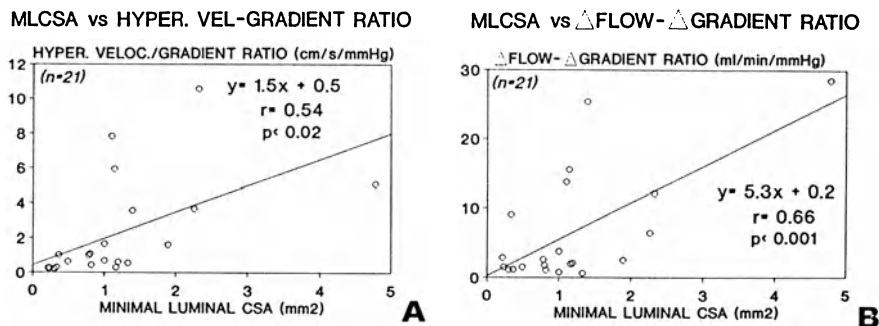 MLCSA vs HYPER. VEL-GRADIENT RATIO
HYPER. VELOC./GRADIENT RATIO (cm/s/mmHg)
(n=21)
12
10
8
6
4
2
0
y= 1.5x + 0.5
r= 0.54
p< 0.02
0 1 2 3 4 5
MINIMAL LUMINAL CSA (mm2)
A
MLCSA vs △FLOW-△GRADIENT RATIO
△FLOW-△GRADIENT RATIO (ml/min/mmHg)
(n=21)
30
20
10
0
y= 5.3x + 0.2
r= 0.66
p< 0.001
0 1 2 3 4 5
MINIMAL LUMINAL CSA (mm2)
B